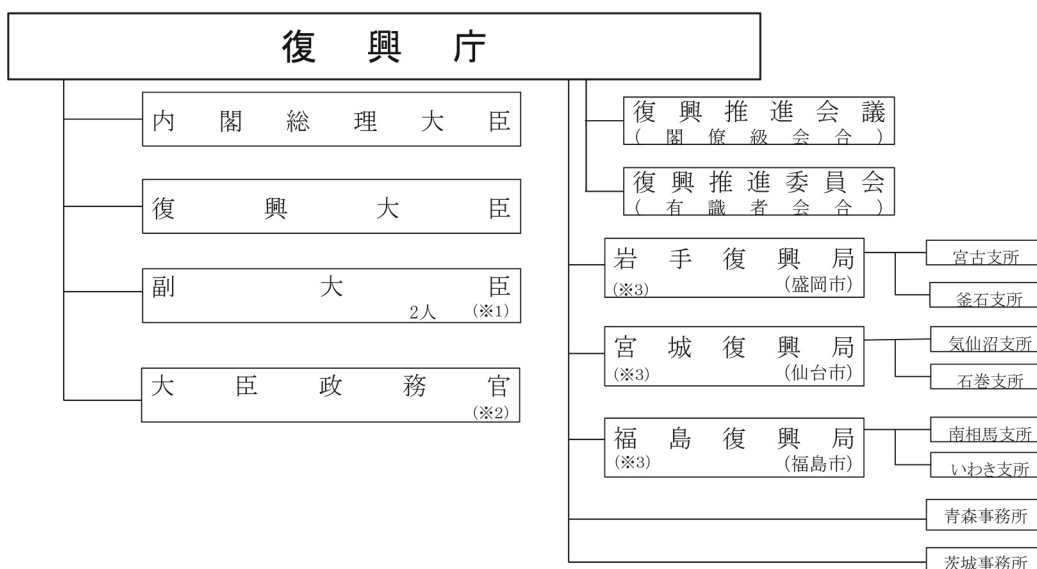 復興庁
内閣総理大臣
復興大臣
副大臣
2人 (※1)
大臣政務官
(※2)
復興推進会議
(閣僚級会合)
復興推進委員会
(有識者会合)
岩手復興局
(※3) (盛岡市)
宮古支所
釜石支所
宮城復興局
(※3) (仙台市)
気仙沼支所
石巻支所
福島復興局
(※3) (福島市)
南相馬支所
いわき支所
青森事務所
茨城事務所